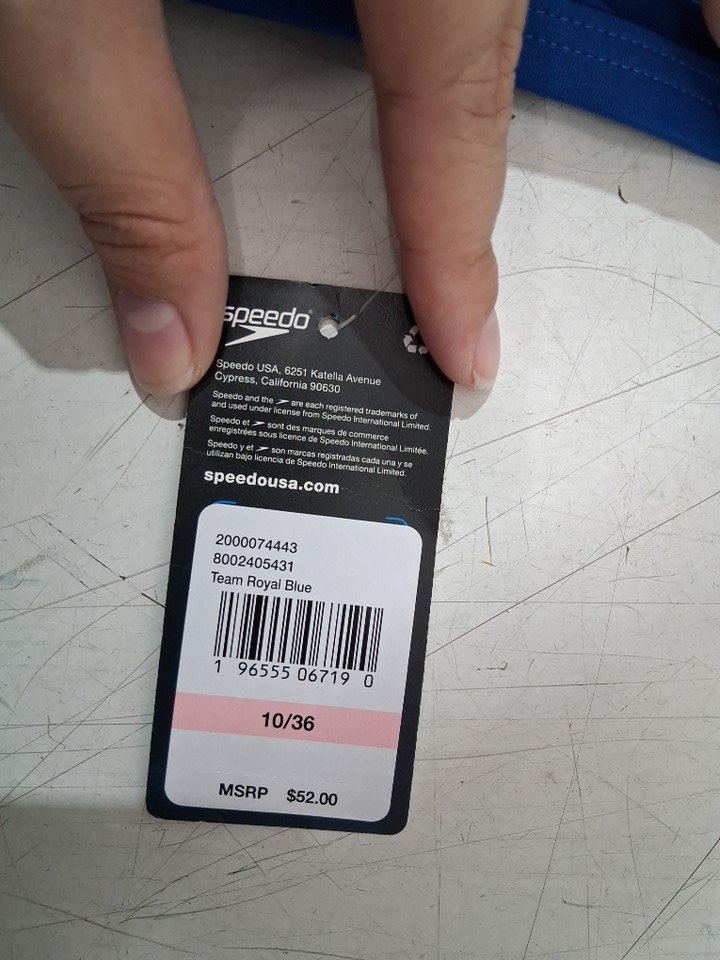 speedo
Speedo USA, 6251 Katella Avenue
Cypress, California 90630
Speedo and the are each registered trademarks of
and used under license from Speedo International Limited.
Speedo et sont des marques de commerce
enregistrées sous licence de Speedo International Limitée.
Speedo y et son marcas registradas cada una y se
utilizan bajo licencia de Speedo International Limited.
speedousa.com
2000074443
8002405431
Team Royal Blue
1 96555 06719 0
10/36
MSRP $52.00